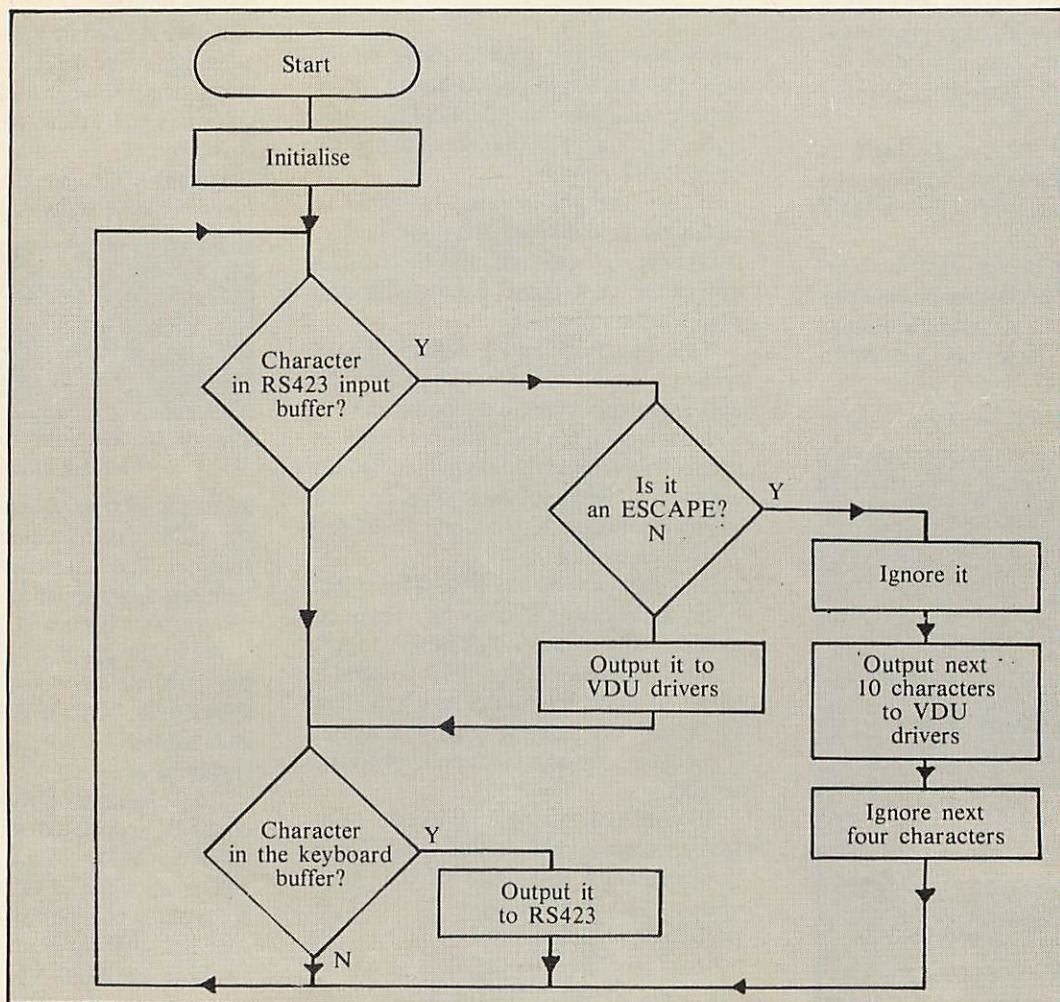 Start
Initialise
Character
in RS423 input
buffer?
Y
Is it
an ESCAPE?
N
Y
Ignore it
Output it to
VDU drivers
Output next
10 characters
to VDU
drivers
Ignore next
four characters
Character
in the keyboard
buffer?
Y
Output it
to RS423
N